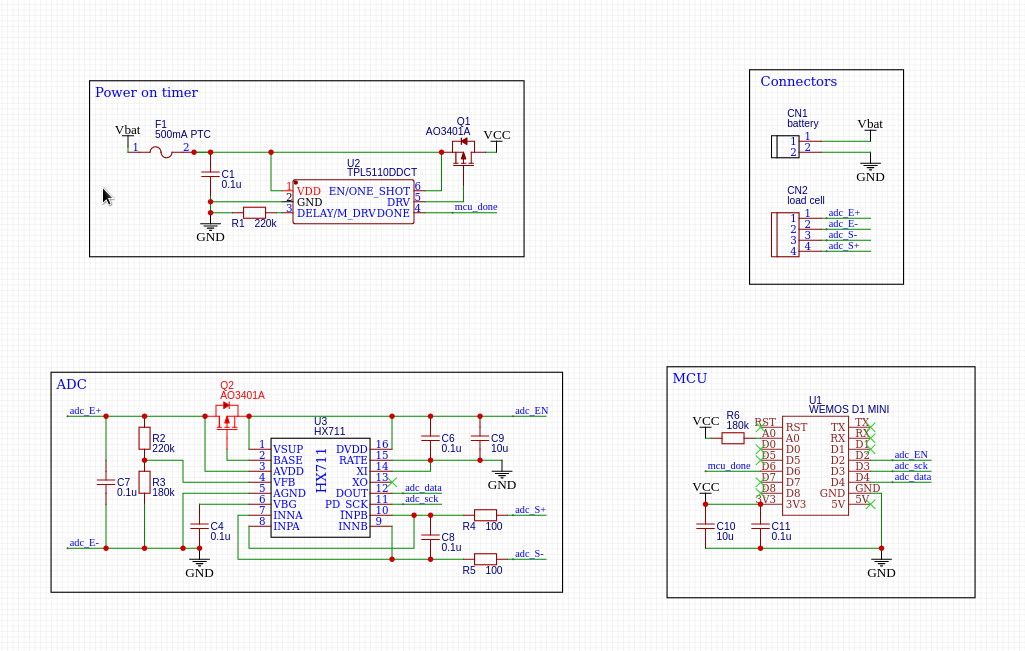 Power on timer
Vbat
F1
500mA PTC
1
2
C1
0.1u
R1
220k
GND
U2
TPL5110DDCT
1
2
3
VDD
GND
DELAY/M_DRV
EN/ONE_SHOT
DRV
DONE
6
5
4
mcu_done
Q1
AO3401A
VCC
Connectors
CN1
battery
1
2
1
2
Vbat
GND
CN2
load cell
1
2
3
4
1
2
3
4
adc_E+
adc_E-
adc_S-
adc_S+
GND
ADC
adc_E+
adc_E-
C7
0.1u
R2
220k
R3
180k
Q2
AO3401A
C4
0.1u
GND
U3
HX711
HX711
1
2
3
4
5
6
7
8
VSUP
BASE
AVDD
VFB
AGND
VBG
INNA
INPA
DVDD
RATE
XI
XO
DOUT
PD_SCK
INPB
INNB
16
15
14
13
12
11
10
9
adc_data
adc_sck
C6
0.1u
C9
10u
adc_EN
GND
C8
0.1u
R4
100
adc_S+
R5
100
adc_S-
MCU
VCC
R6
180k
U1
WEMOS D1 MINI
RST
A0
D0
D5
D6
D7
D8
3V3
RST
A0
D0
D5
D6
D7
D8
3V3
TX
RX
D1
D2
D3
D4
GND
5V
TX
RX
D1
D2
D3
D4
GND
5V
mcu_done
adc_EN
adc_sck
adc_data
VCC
C10
10u
C11
0.1u
GND